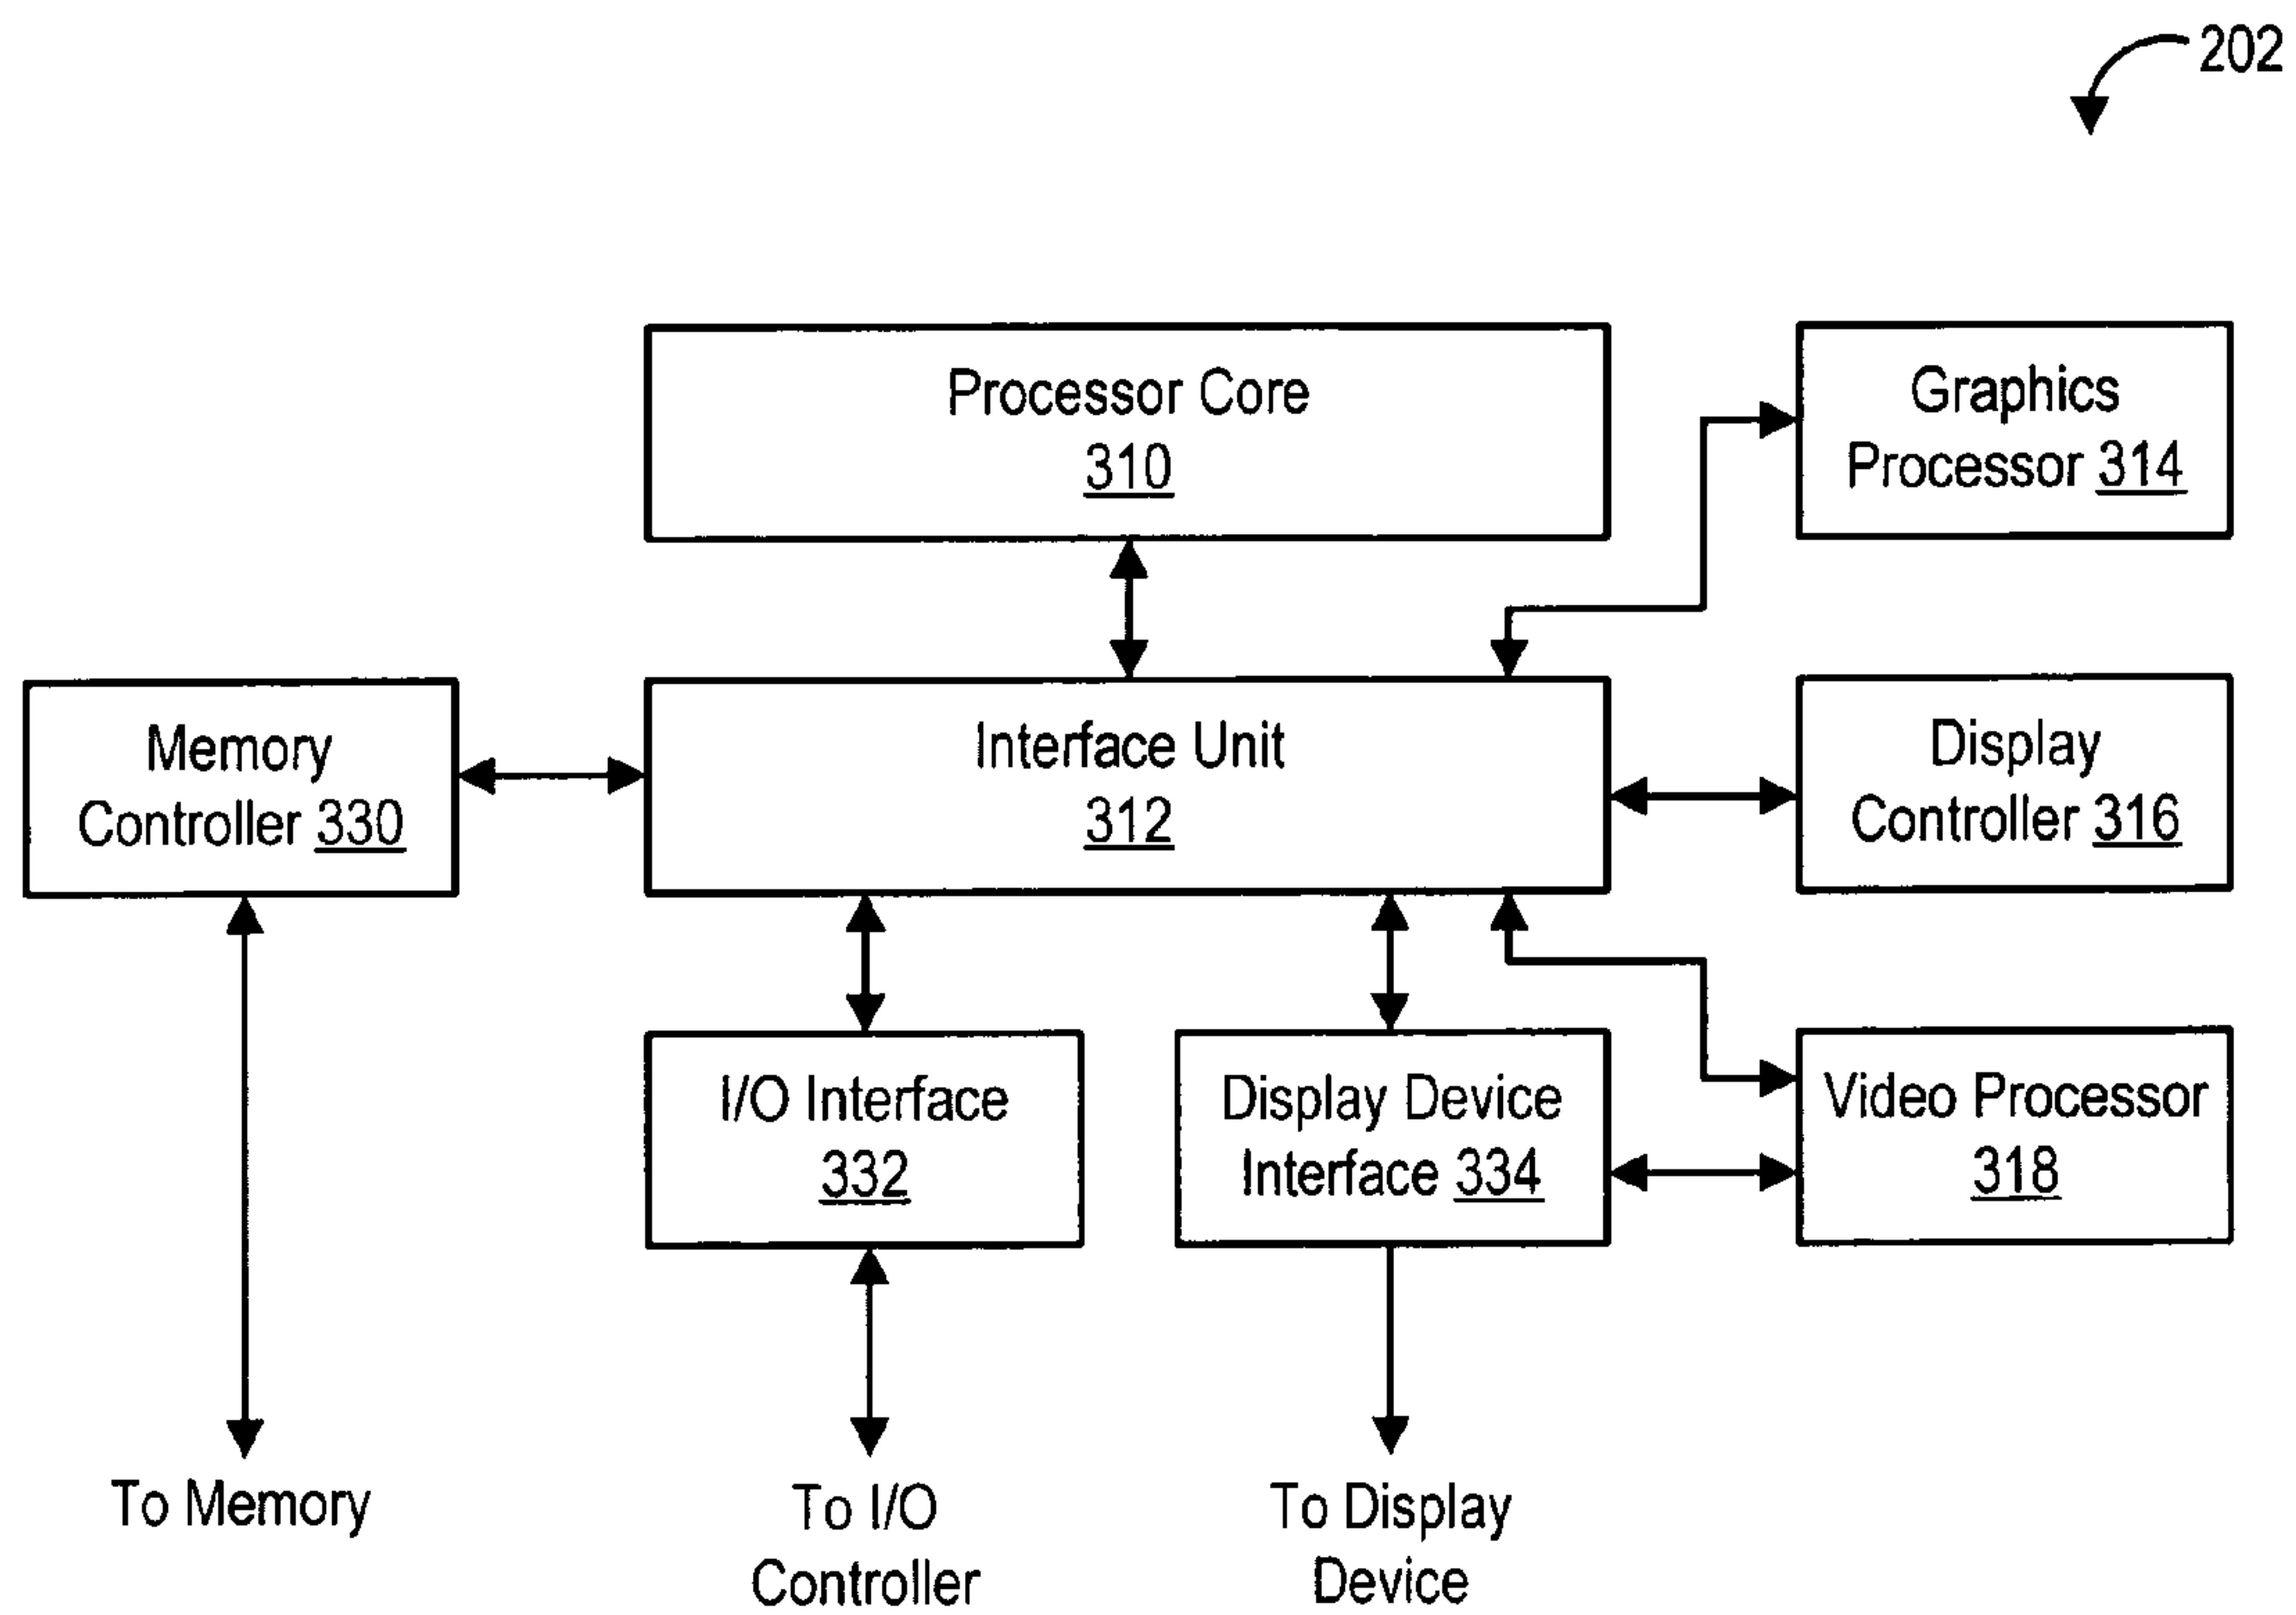 202
Processor Core
310
Graphics
Processor 314
Memory
Controller 330
Interface Unit
312
Display
Controller 316
I/O Interface
332
Display Device
Interface 334
Video Processor
318
To Memory
To I/O
Controller
To Display
Device